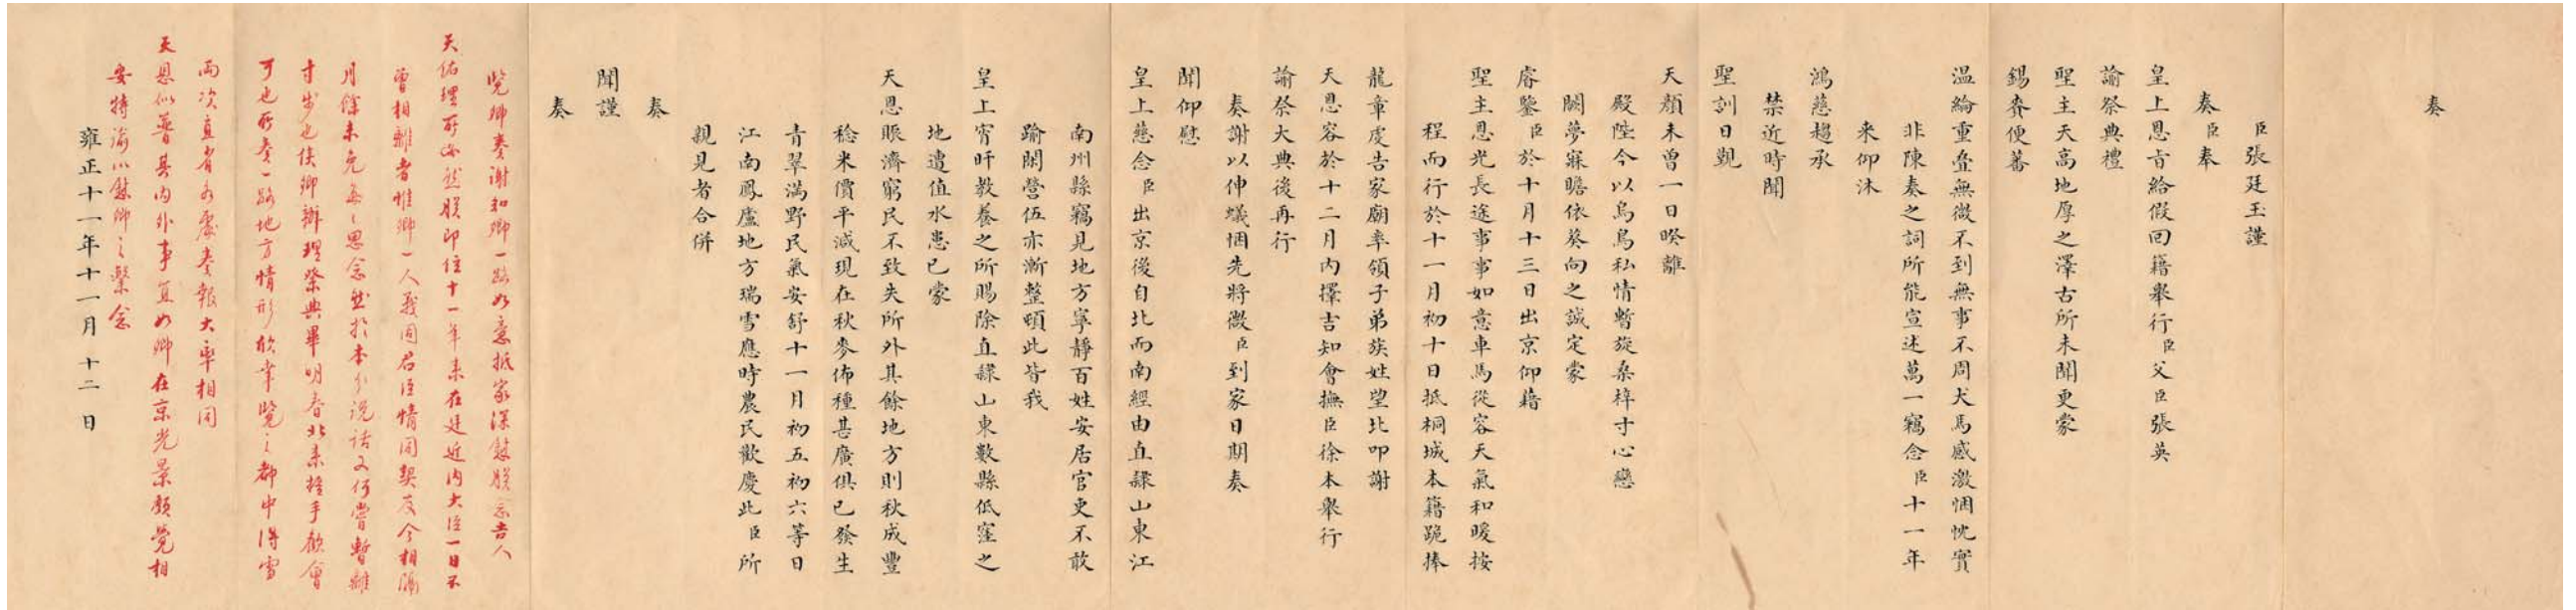 奏
臣張廷玉謹
奏臣奉
皇上恩旨給假回籍舉行臣父臣張英
諭祭典禮
聖主天高地厚之澤古所未聞更蒙
錫賚便蕃
温綸重疊無微不到無事不周犬馬感激悃忱實
非陳奏之詞所能宣述萬一竊念臣十一年
来仰沐
鴻慈趨承
禁近時聞
聖訓日覲
天顔未曾一日暌離
殿陛今以烏鳥私情暫旋桑梓寸心戀
闕夢寐瞻依葵向之誠定蒙
睿鑒臣於十月十三日出京仰藉
聖主恩光長途事事如意車馬從容天氣和暖按
程而行於十一月初十日抵桐城本籍跪捧
龍章虔告家廟率領子弟族姓望北叩謝
天恩容於十二月内擇吉知會撫臣徐本舉行
諭祭大典後再行
奏謝以伸蟻悃先將微臣到家日期奏
聞仰慰
皇上慈念臣出京後自北而南經由直隸山東江
南州縣竊見地方寧靜百姓安居官吏不敢
踰閑營伍亦漸整頓此皆我
皇上宵旰教養之所賜除直隸山東數縣低窪之
地遺值水患已蒙
天恩賑濟窮民不致失所外其餘地方則秋成豐
稔米價平減現在秋麥佈種甚廣俱已發生
青翠滿野民氣安舒十一月初五初六等日
江南鳳廬地方瑞雪應時農民歡慶此臣所
親見者合併
奏
聞謹
奏
覽卿奏謝和卿一路如意抵家深慰朕念吉人
天佑理所必然朕即位十一年来在廷近内大臣一日不
曾相離者惟卿一人義固君臣情同契友今相隔
月餘未免每每思念然於本分說話又何嘗暫離
寸步也俟卿辦理祭典畢明春北来握手歡會
可也所奏一路地方情形欣幸覽之都中得雪
兩次直省各處奏報大率相同
天恩似普其内外事宜如卿在京光景願覺相
安特諭以慰卿之繫念
雍正十一年十一月 十二 日